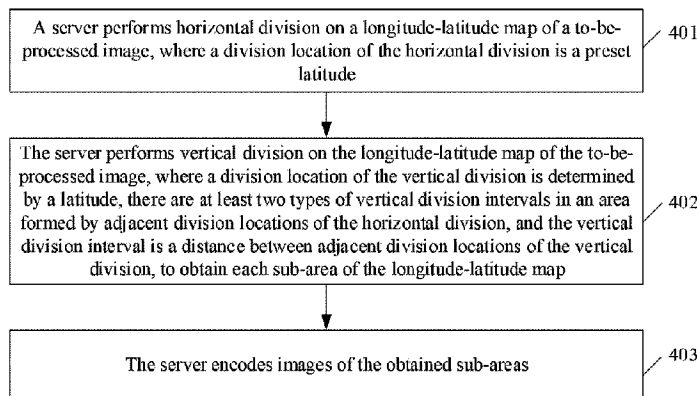 A server performs horizontal division on a longitude-latitude map of a to-be-
processed image, where a division location of the horizontal division is a preset
latitude
401
The server performs vertical division on the longitude-latitude map of the to-be-
processed image, where a division location of the vertical division is determined
by a latitude, there are at least two types of vertical division intervals in an area
formed by adjacent division locations of the horizontal division, and the vertical
division interval is a distance between adjacent division locations of the vertical
division, to obtain each sub-area of the longitude-latitude map
402
The server encodes images of the obtained sub-areas
403